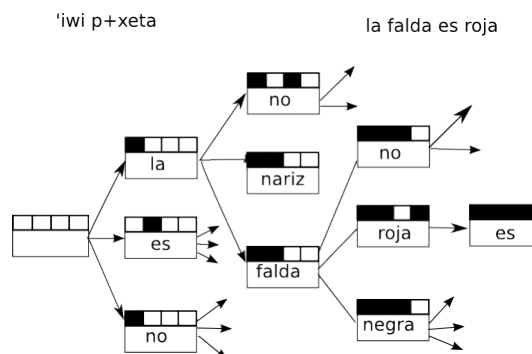 'iwi p+xeta
la falda es roja
no
la
no
nariz
es
roja
es
falda
no
negra